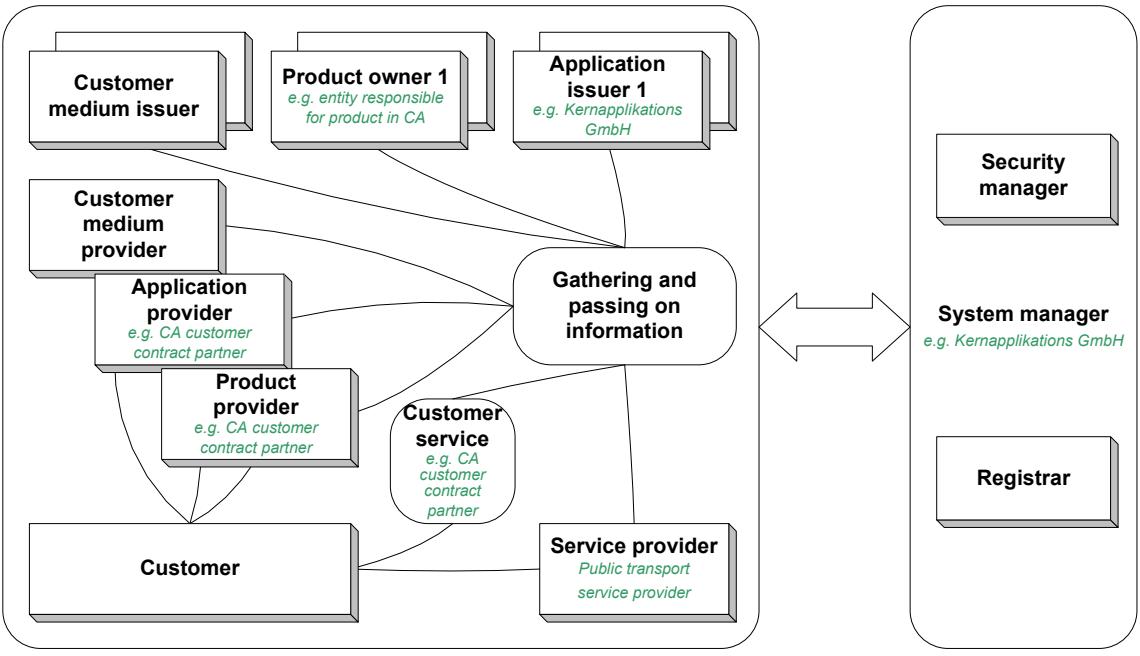 Customer
medium issuer
Product owner 1
e.g. entity responsible
for product in CA
Application
issuer 1
e.g. Kernapplikations
GmbH
Security
manager
Customer
medium
provider
Application
provider
e.g. CA customer
contract partner
Gathering and
passing on
information
System manager
e.g. Kernapplikations GmbH
Product
provider
e.g. CA customer
contract partner
Customer
service
e.g. CA
customer
contract
partner
Registrar
Customer
Service provider
Public transport
service provider